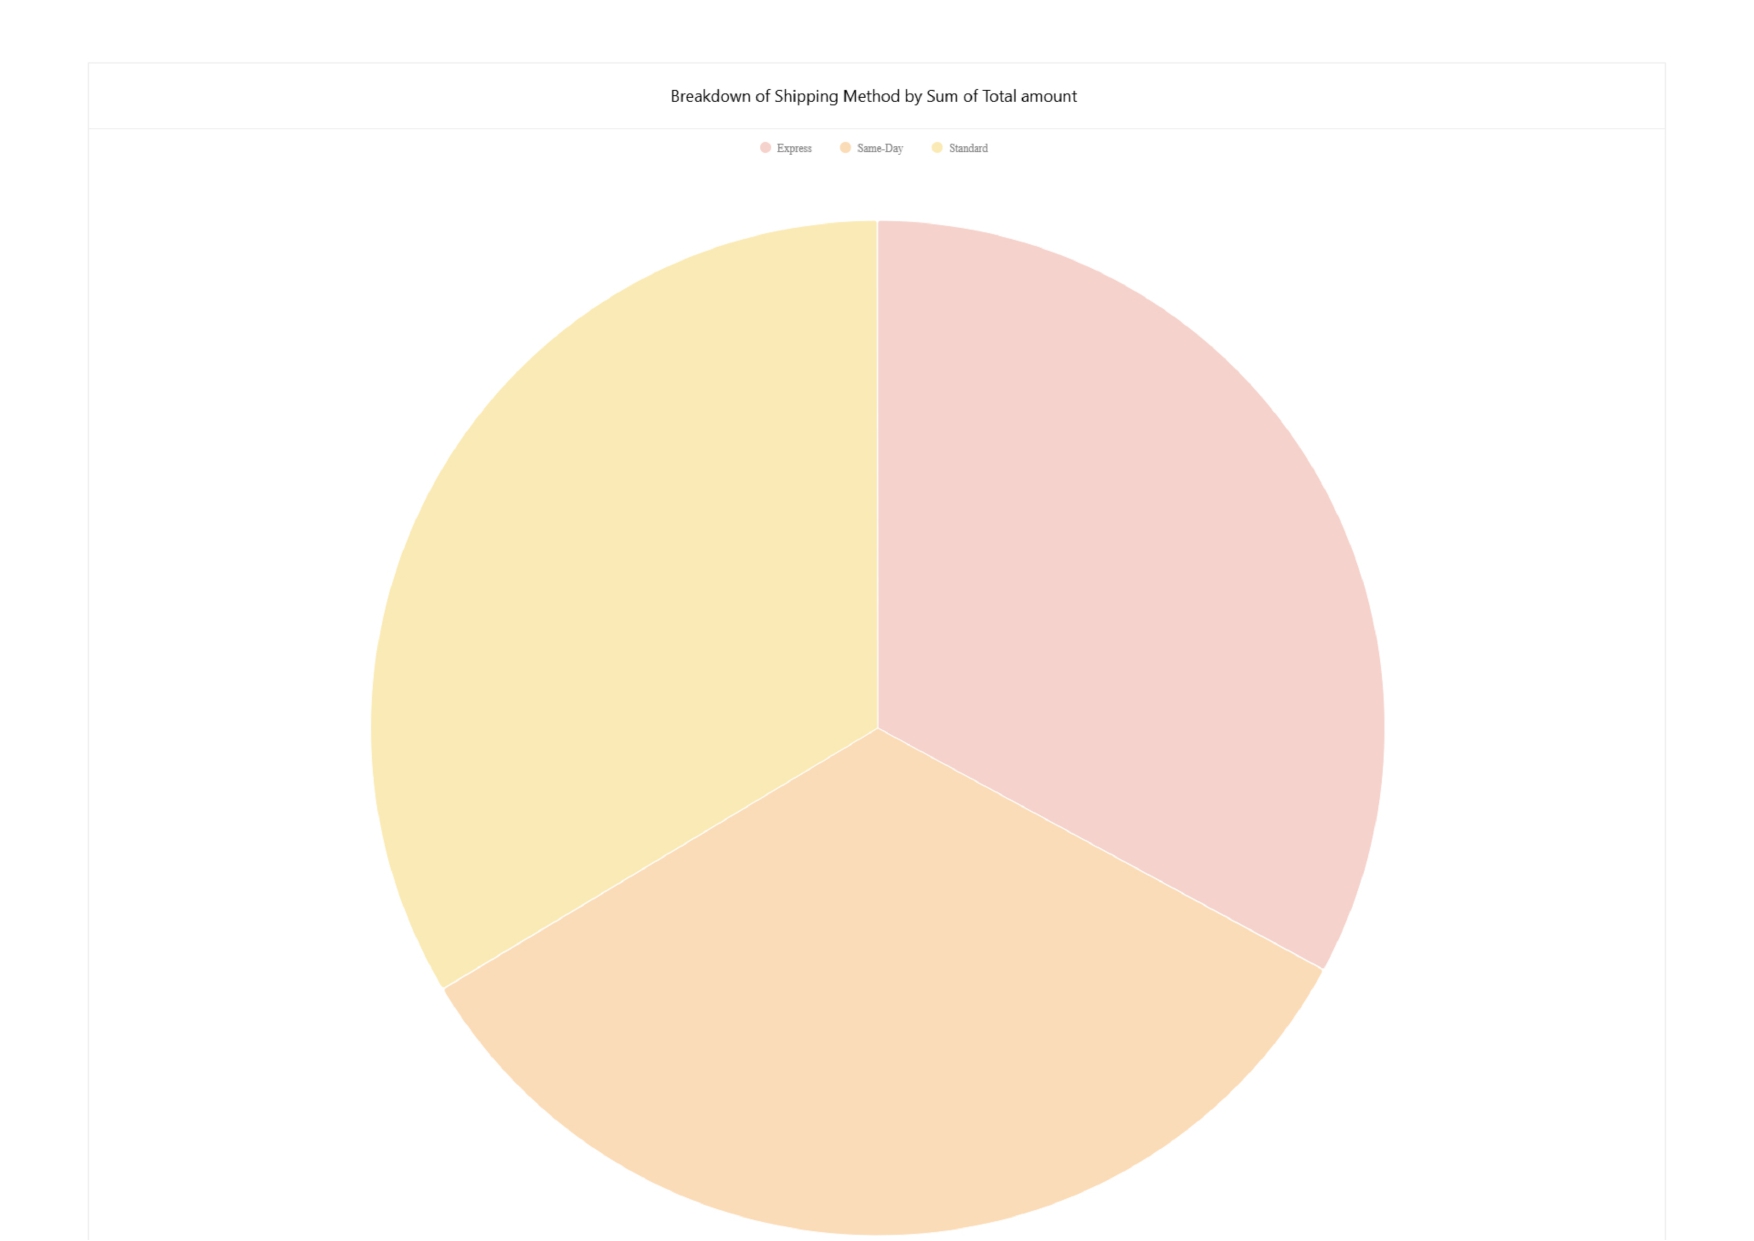 Breakdown of Shipping Method by Sum of Total amount
Express Same-Day Standard